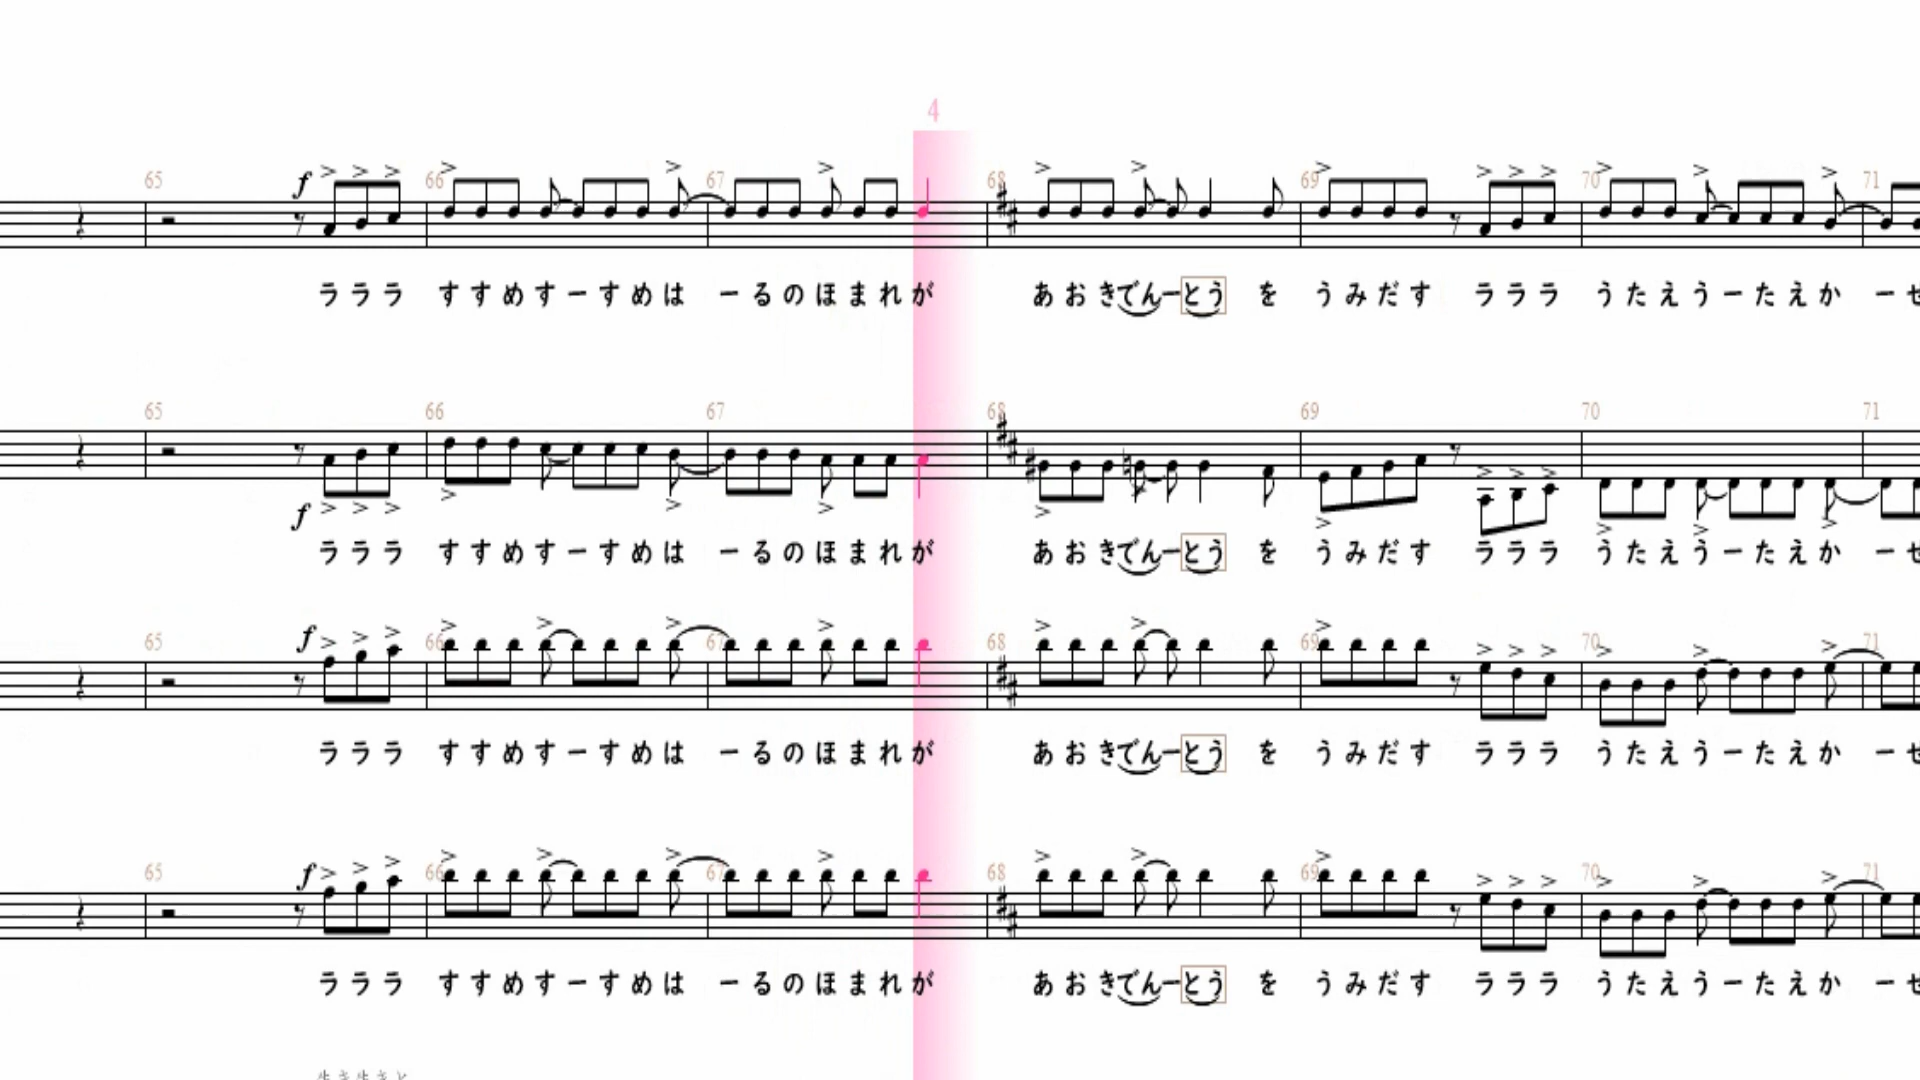 4
65 f 66 67 68 69 70 71
ラララ すすめすーすめは ーるのほまれが あおきでんーとう を うみだす ラララ うたえうーたえか ーせ
65 66 67 68 69 70 71
f
ラララ すすめすーすめは ーるのほまれが あおきでんーとう を うみだす ラララ うたえうーたえか ーせ
65 f 66 67 68 69 70 71
ラララ すすめすーすめは ーるのほまれが あおきでんーとう を うみだす ラララ うたえうーたえか ーせ
65 f 66 67 68 69 70 71
ラララ すすめすーすめは ーるのほまれが あおきでんーとう を うみだす ラララ うたえうーたえか ーせ
生き生きと